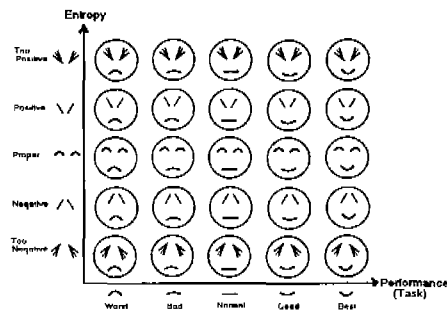 Entropy
Too
Positive
Positive
Proper
Negative
Too
Negative
Performance
(Task)
Worst
Bad
Normal
Good
Best